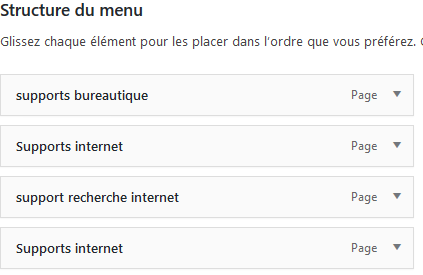 Structure du menu
Glissez chaque élément pour les placer dans l’ordre que vous préférez.
supports bureautique Page
Supports internet Page
support recherche internet Page
Supports internet Page